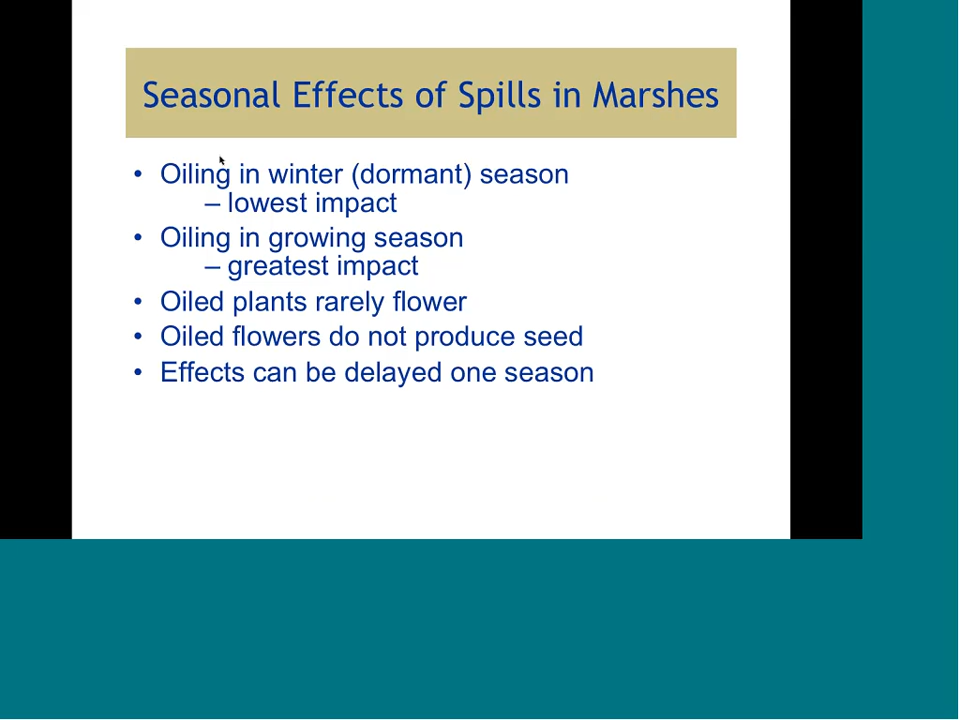 Seasonal Effects of Spills in Marshes
• Oiling in winter (dormant) season
– lowest impact
• Oiling in growing season
– greatest impact
• Oiled plants rarely flower
• Oiled flowers do not produce seed
• Effects can be delayed one season